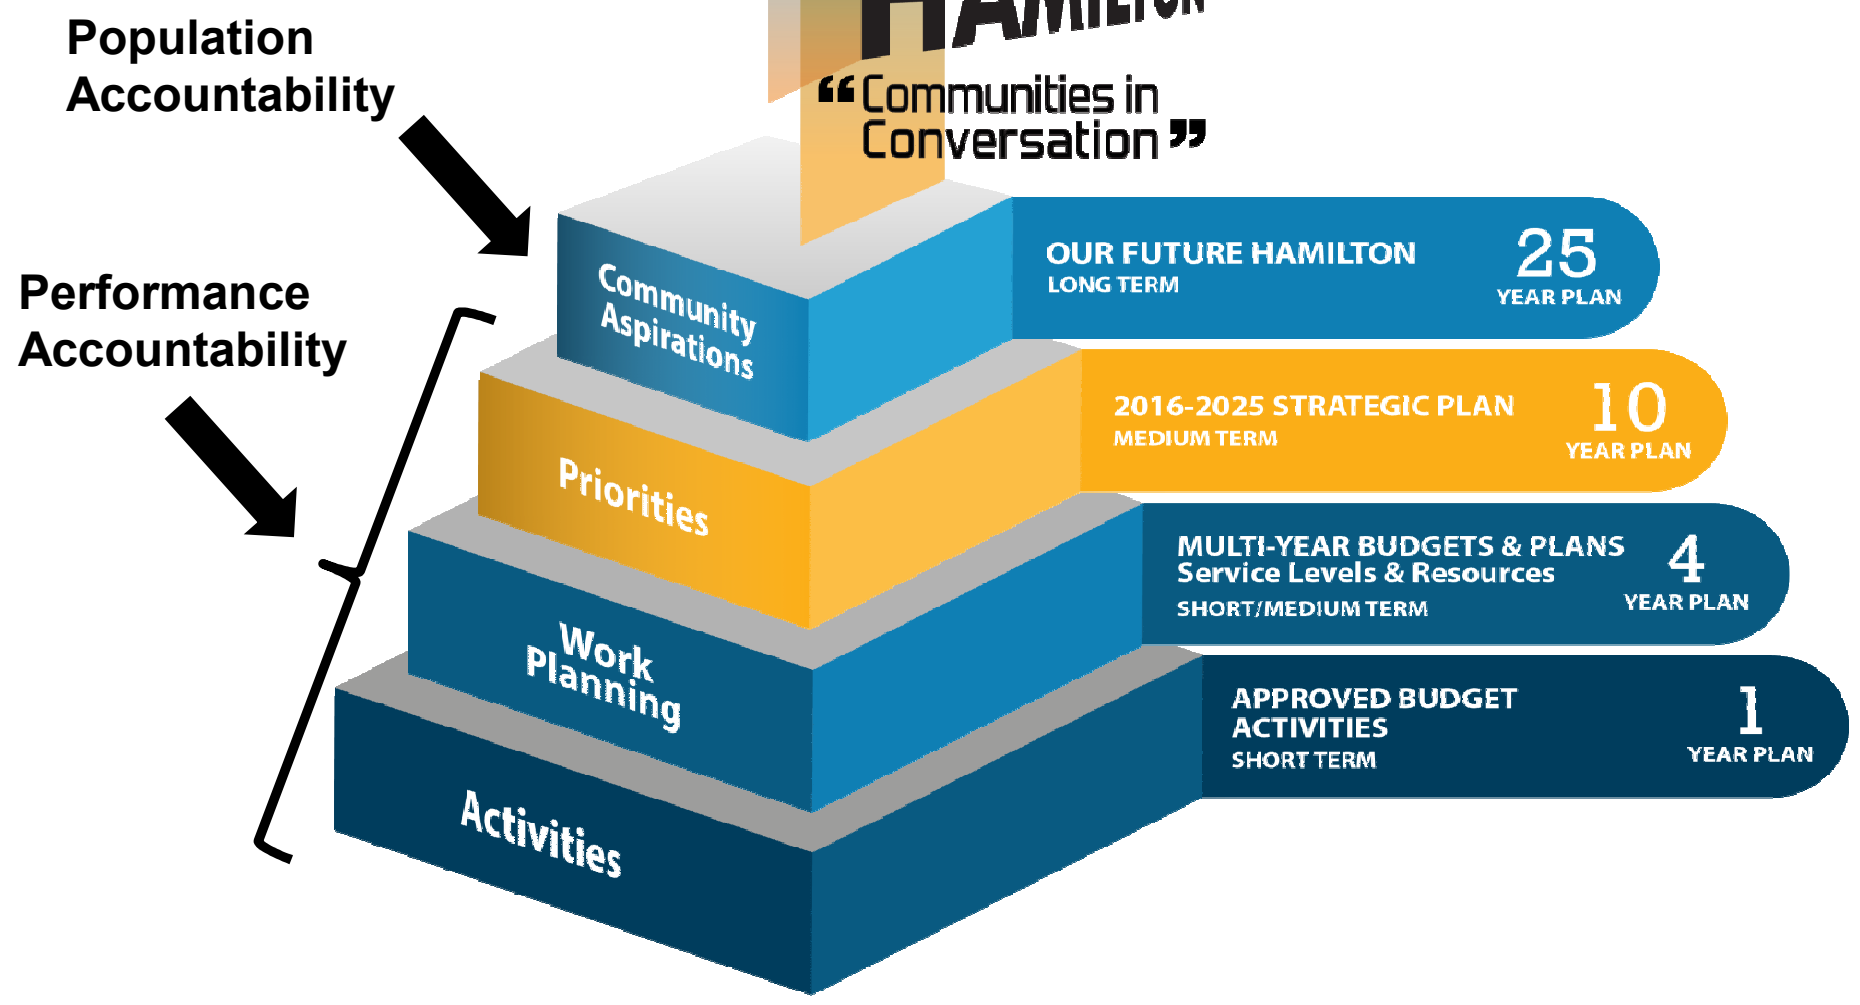 Population
Accountability
HAMILTON
“Communities in
Conversation”
Performance
Accountability
Community
Aspirations
OUR FUTURE HAMILTON
LONG TERM
25
YEAR PLAN
Priorities
2016-2025 STRATEGIC PLAN
MEDIUM TERM
10
YEAR PLAN
Work
Planning
MULTI-YEAR BUDGETS & PLANS
Service Levels & Resources
SHORT/MEDIUM TERM
4
YEAR PLAN
Activities
APPROVED BUDGET
ACTIVITIES
SHORT TERM
1
YEAR PLAN